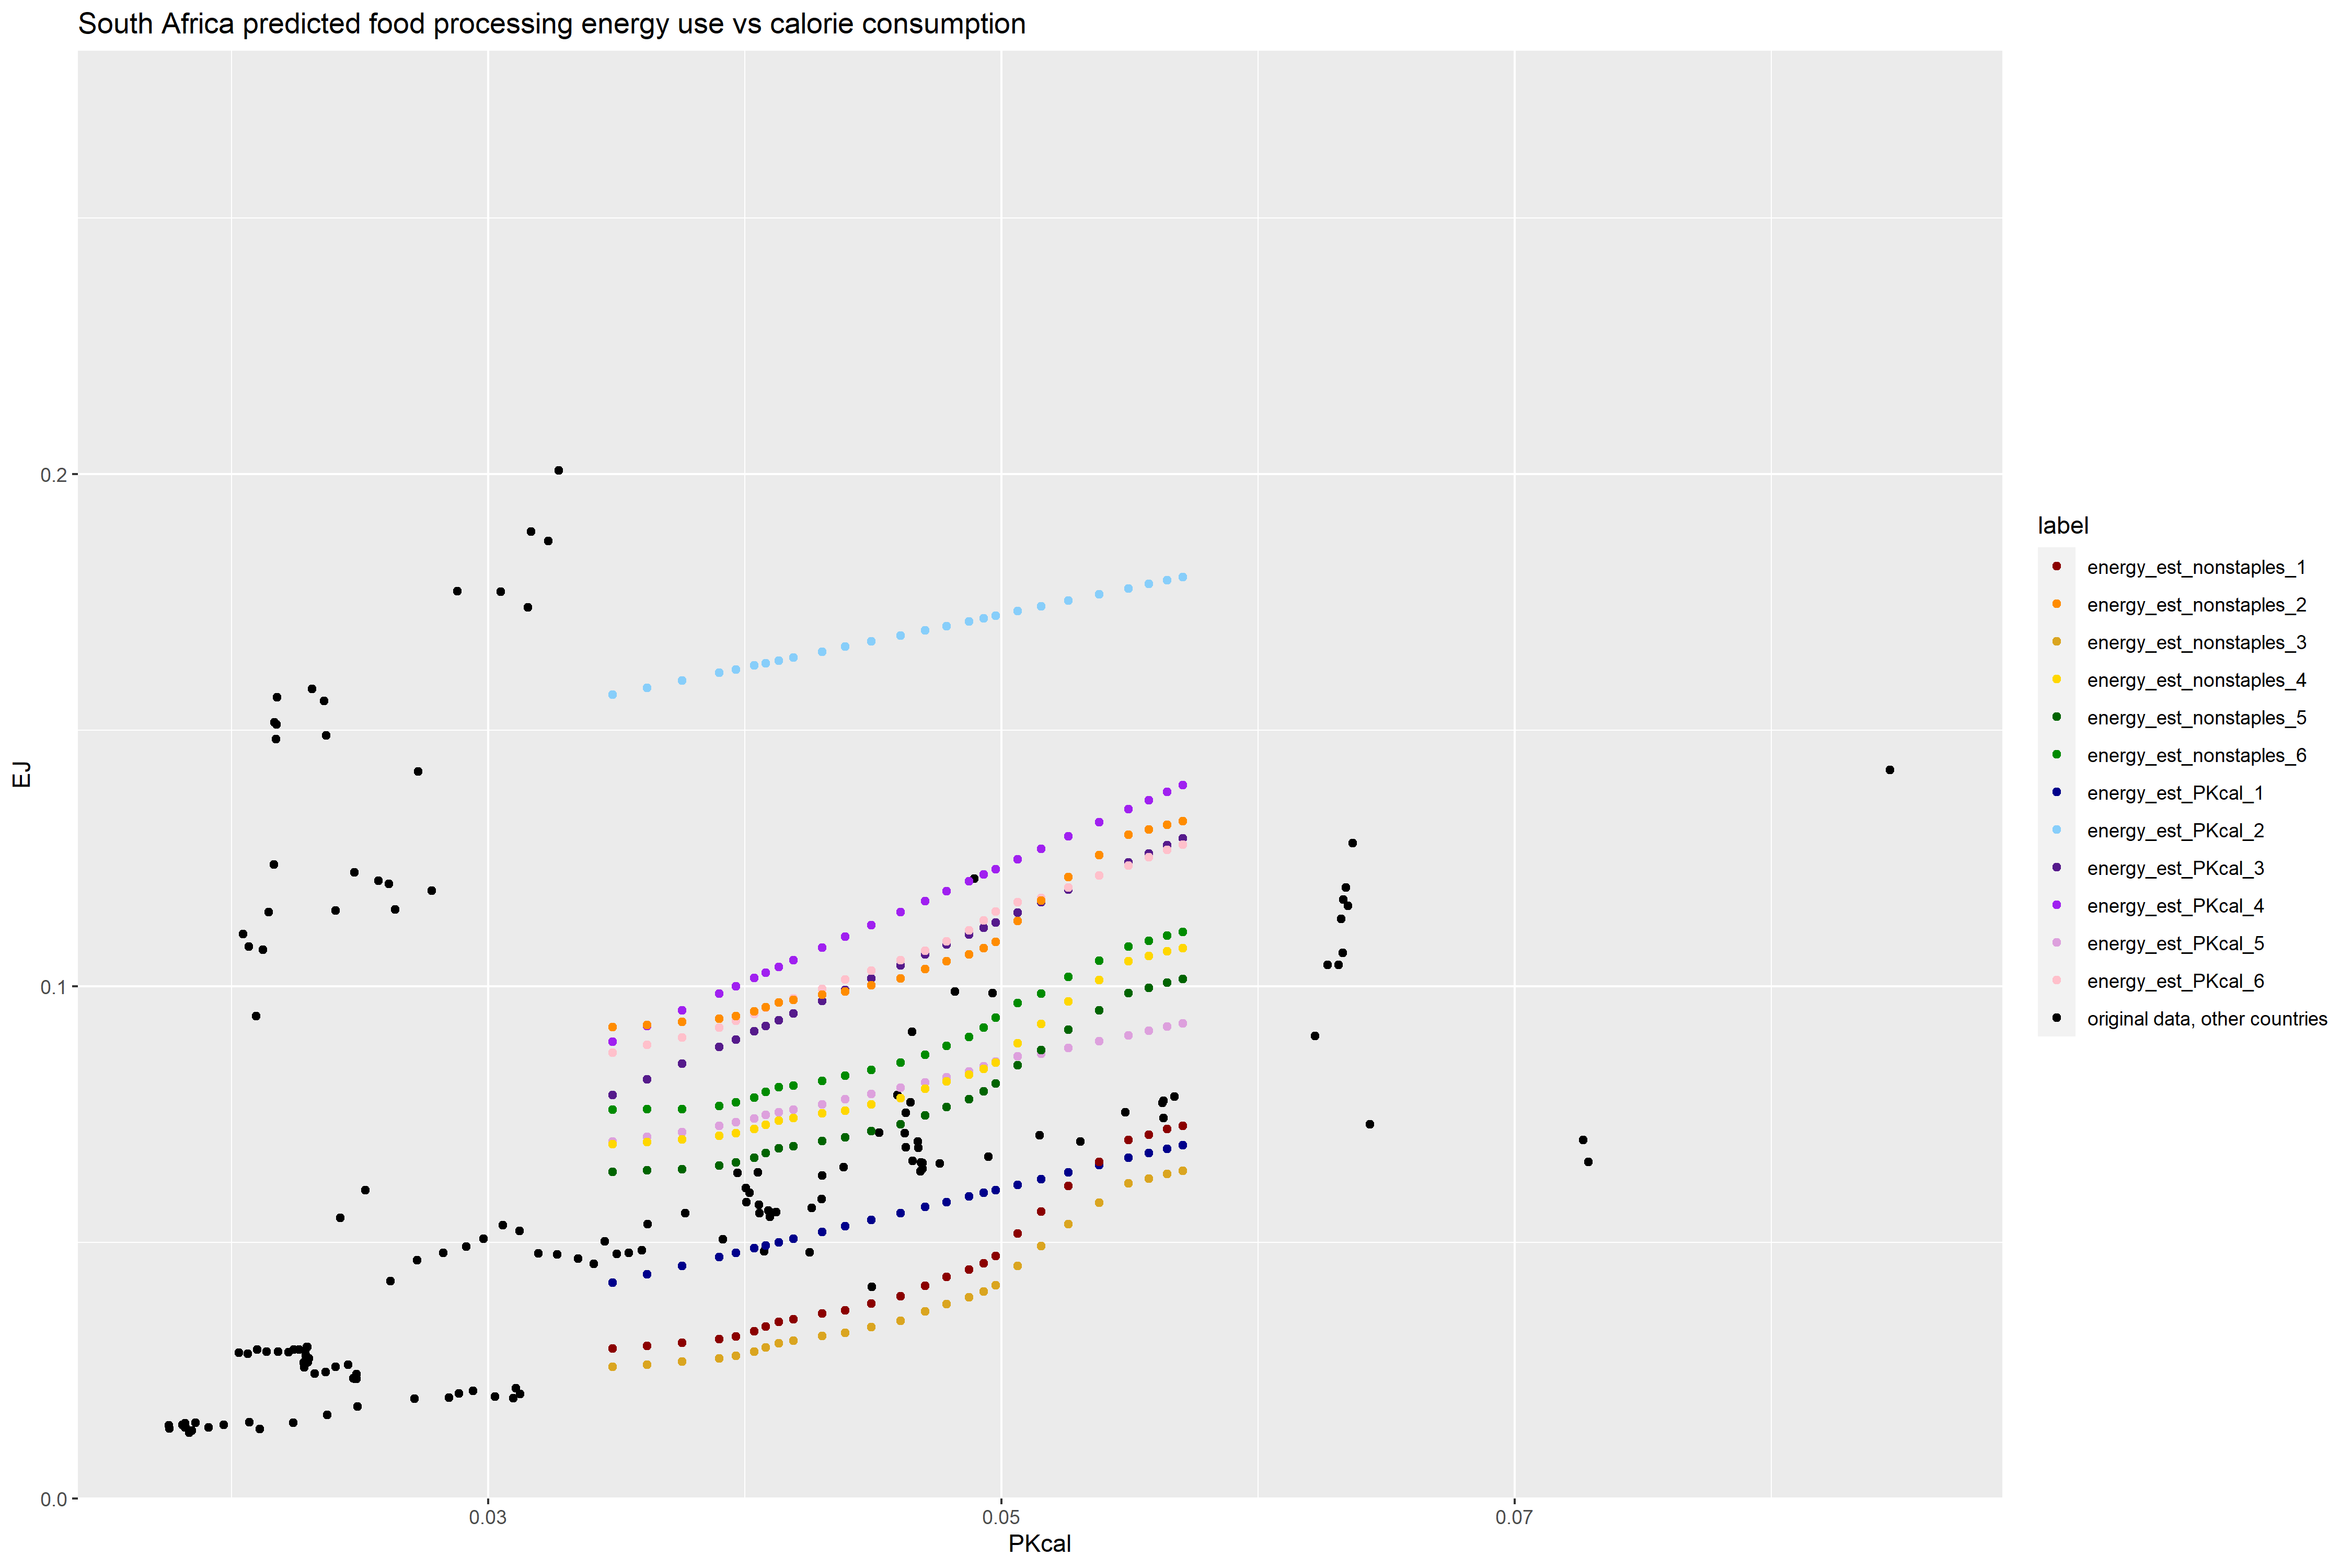 South Africa predicted food processing energy use vs calorie consumption
EJ
0.2
0.1
0.0
0.03
0.05
0.07
PKcal
label
energy_est_nonstaples_1
energy_est_nonstaples_2
energy_est_nonstaples_3
energy_est_nonstaples_4
energy_est_nonstaples_5
energy_est_nonstaples_6
energy_est_PKcal_1
energy_est_PKcal_2
energy_est_PKcal_3
energy_est_PKcal_4
energy_est_PKcal_5
energy_est_PKcal_6
original data, other countries